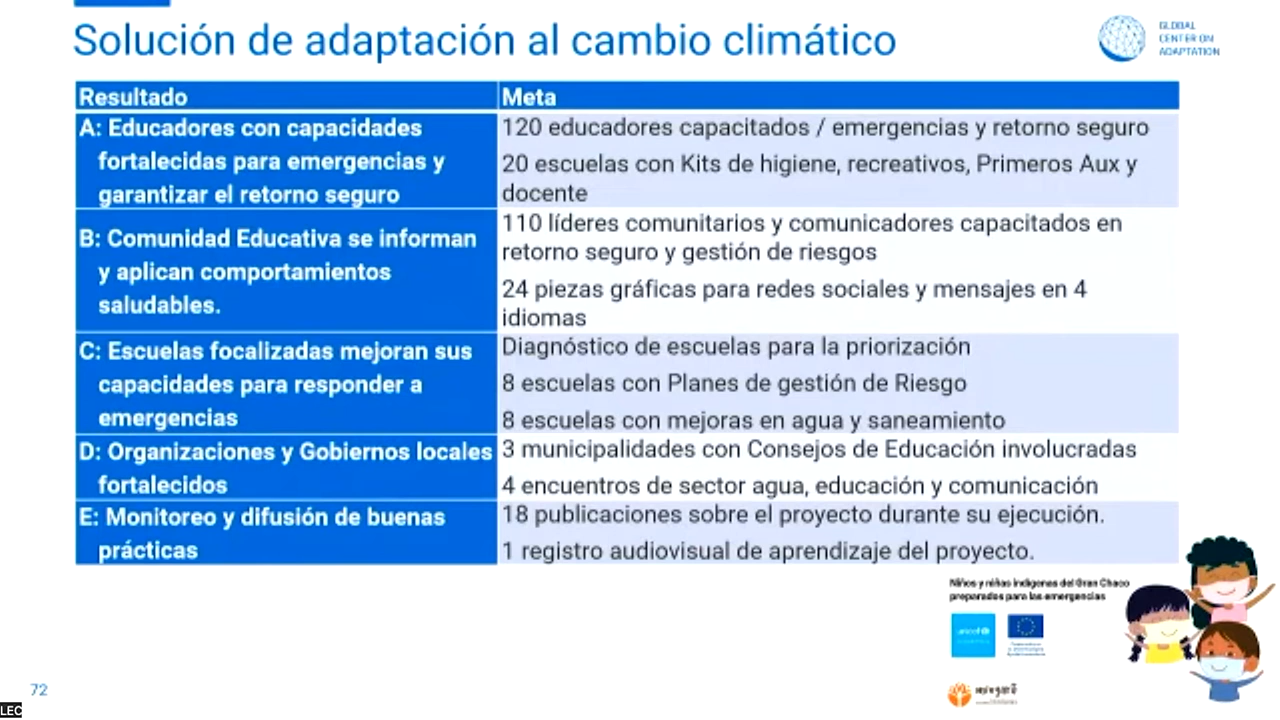 Solución de adaptación al cambio climático
GLOBAL
CENTER ON
ADAPTATION
Resultado
Meta
A: Educadores con capacidades
fortalecidas para emergencias y
garantizar el retorno seguro
120 educadores capacitados / emergencias y retorno seguro
20 escuelas con Kits de higiene, recreativos, Primeros Aux y
docente
B: Comunidad Educativa se informan
y aplican comportamientos
saludables.
110 líderes comunitarios y comunicadores capacitados en
retorno seguro y gestión de riesgos
24 piezas gráficas para redes sociales y mensajes en 4
idiomas
C: Escuelas focalizadas mejoran sus
capacidades para responder a
emergencias
Diagnóstico de escuelas para la priorización
8 escuelas con Planes de gestión de Riesgo
8 escuelas con mejoras en agua y saneamiento
D: Organizaciones y Gobiernos locales
fortalecidos
3 municipalidades con Consejos de Educación involucradas
4 encuentros de sector agua, educación y comunicación
E: Monitoreo y difusión de buenas
prácticas
18 publicaciones sobre el proyecto durante su ejecución.
1 registro audiovisual de aprendizaje del proyecto.
Niños y niñas indígenas del Gran Chaco
preparados para las emergencias
unicef
72
LEC